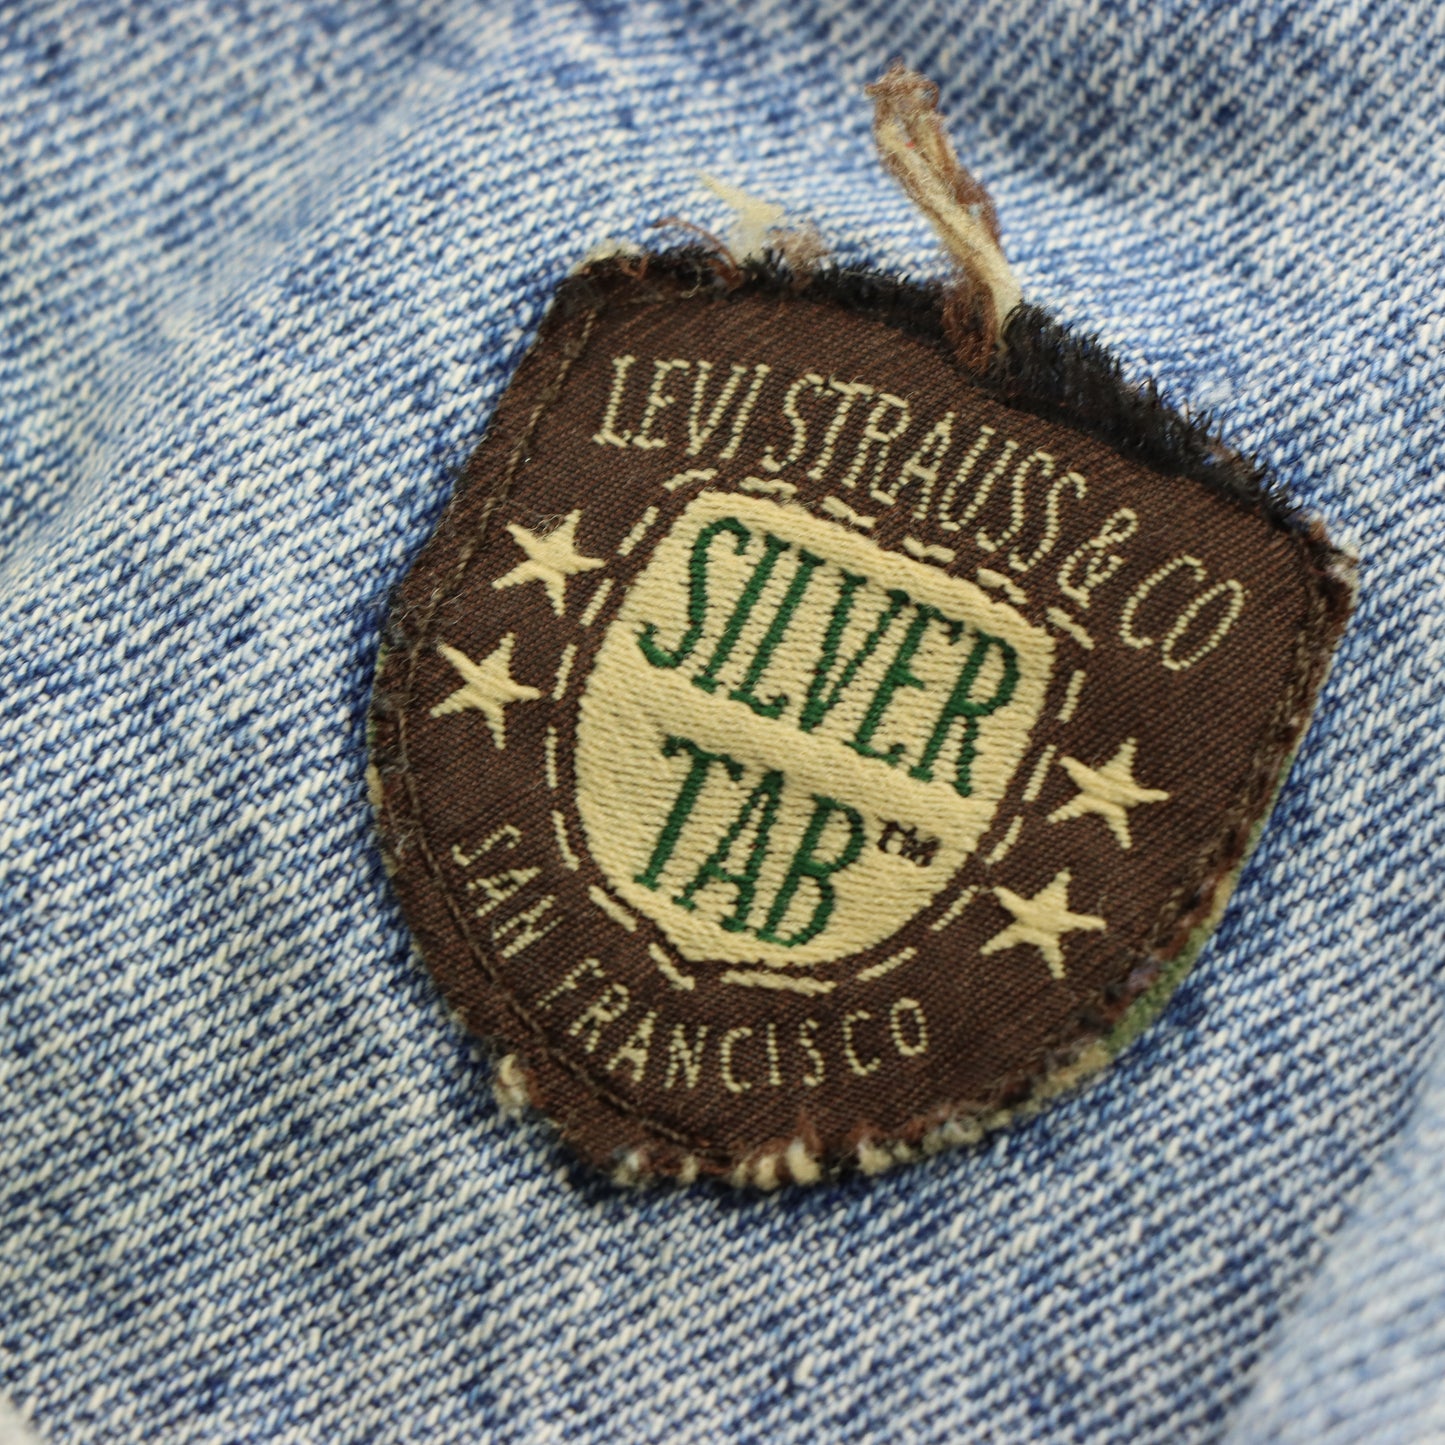 LEVI STRAUSS & CO
SILVER
TAB™
SAN FRANCISCO